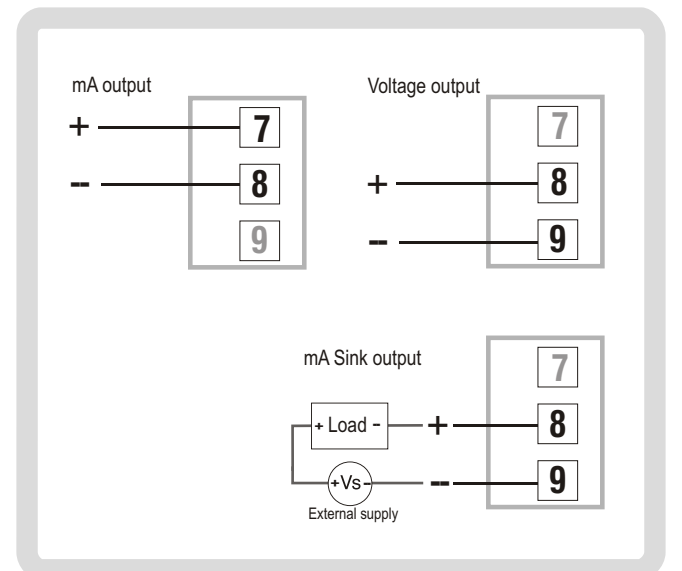 mA output
+ 7
-- 8
9
Voltage output
7
+ 8
-- 9
mA Sink output
7
+ Load - + 8
+Vs- -- 9
External supply